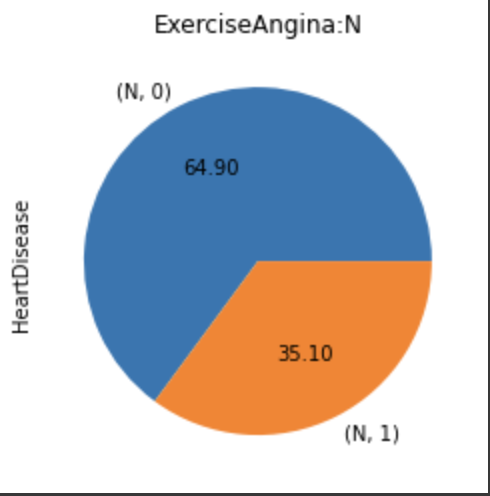 ExerciseAngina:N
(N, 0)
64.90
HeartDisease
35.10
(N, 1)